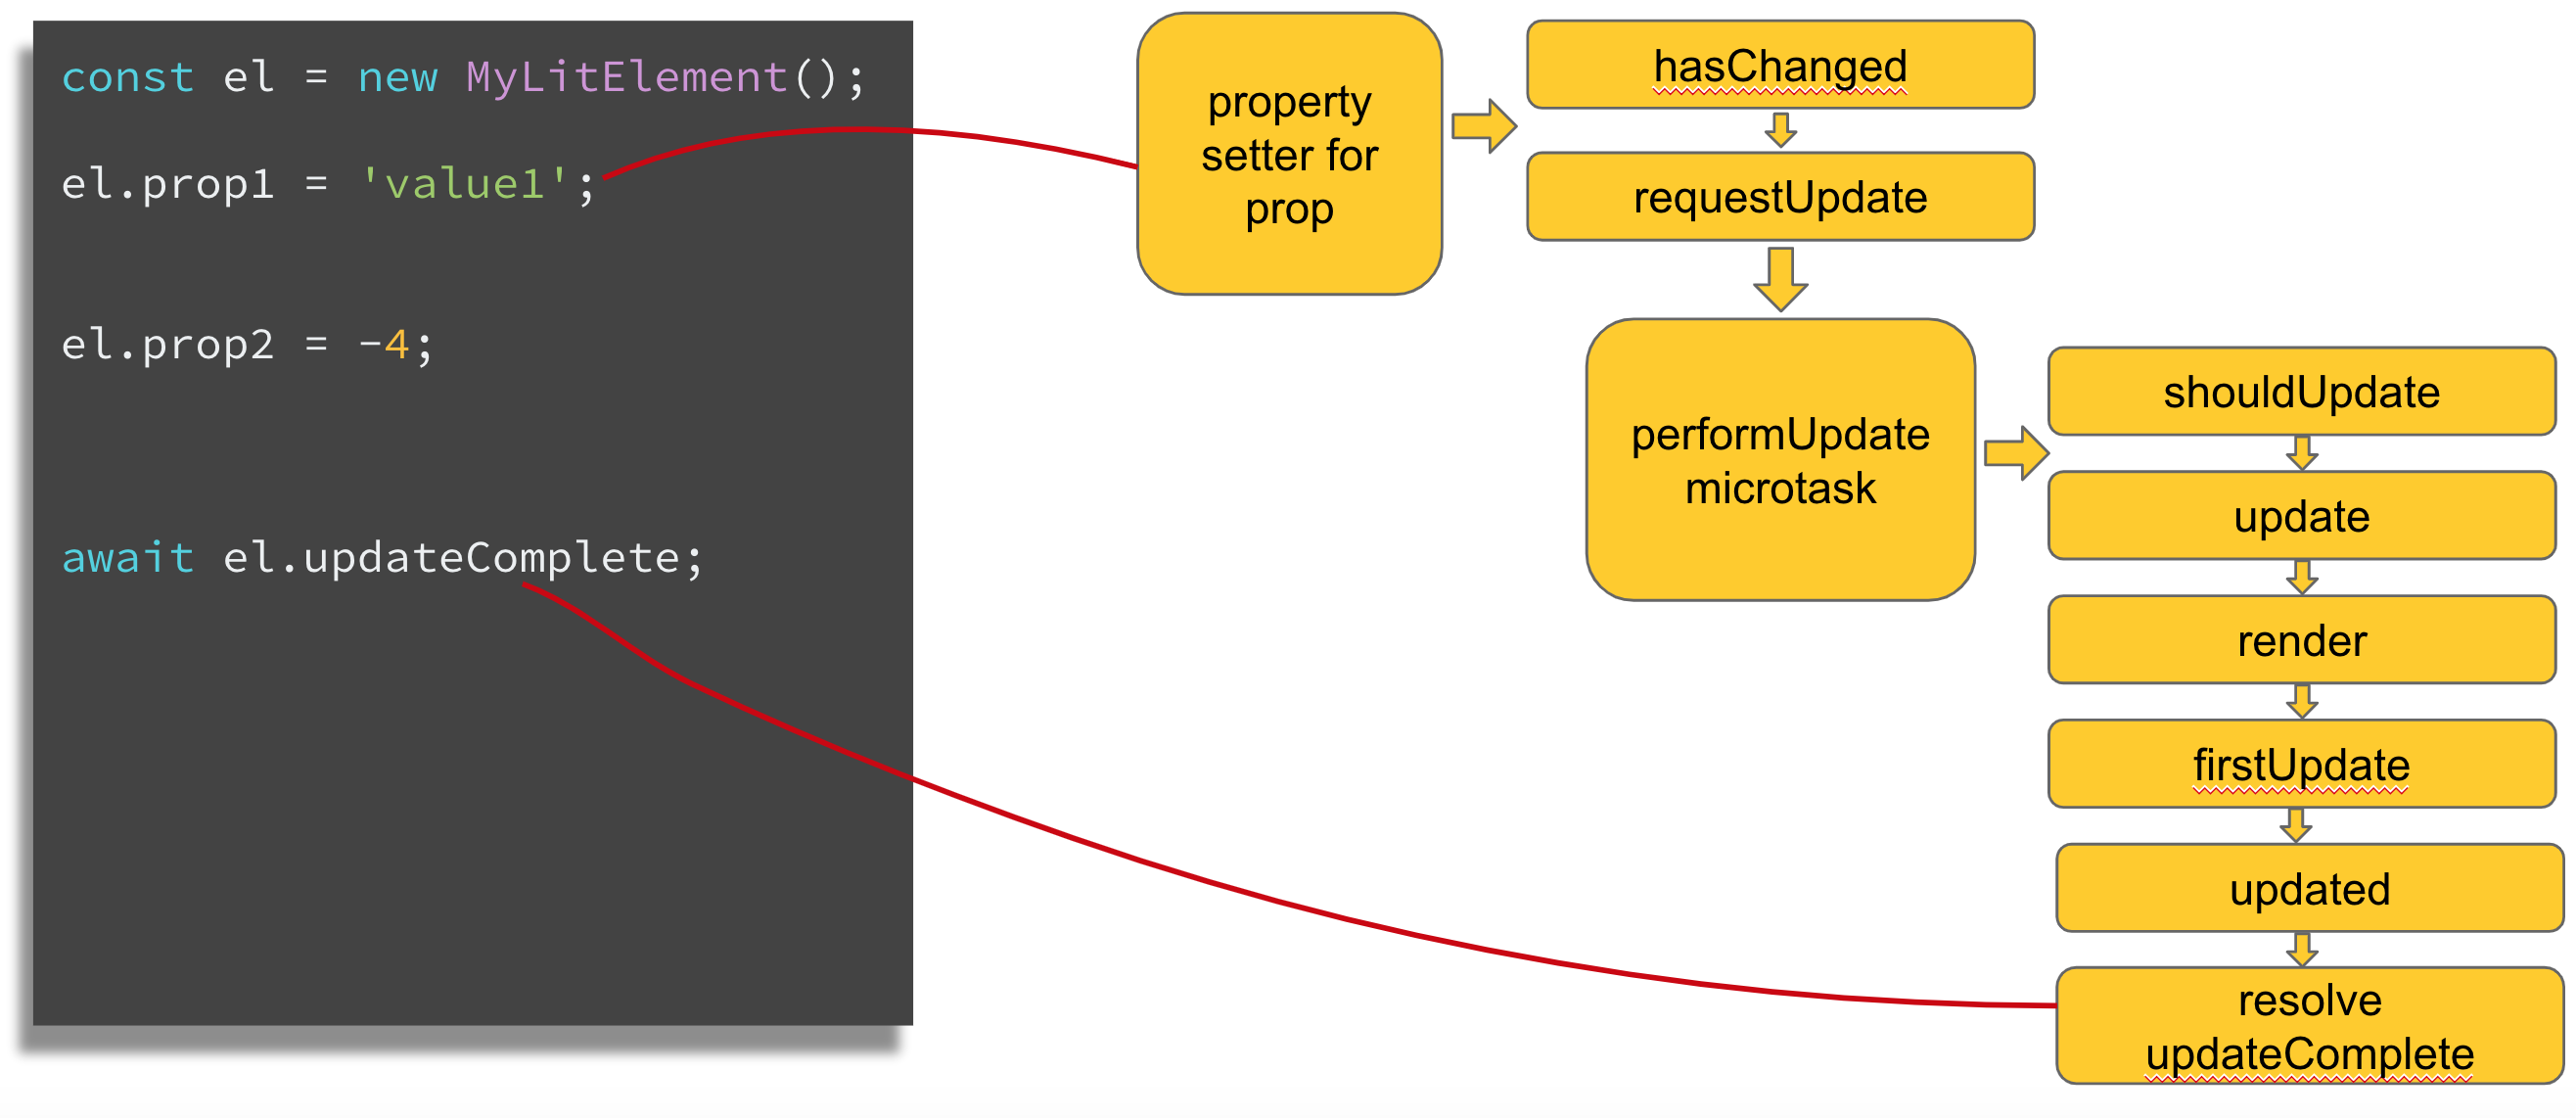 const el = new MyLitElement();
el.prop1 = 'value1';
el.prop2 = -4;
await el.updateComplete;
property
setter for
prop
hasChanged
requestUpdate
performUpdate
microtask
shouldUpdate
update
render
firstUpdate
updated
resolve
updateComplete